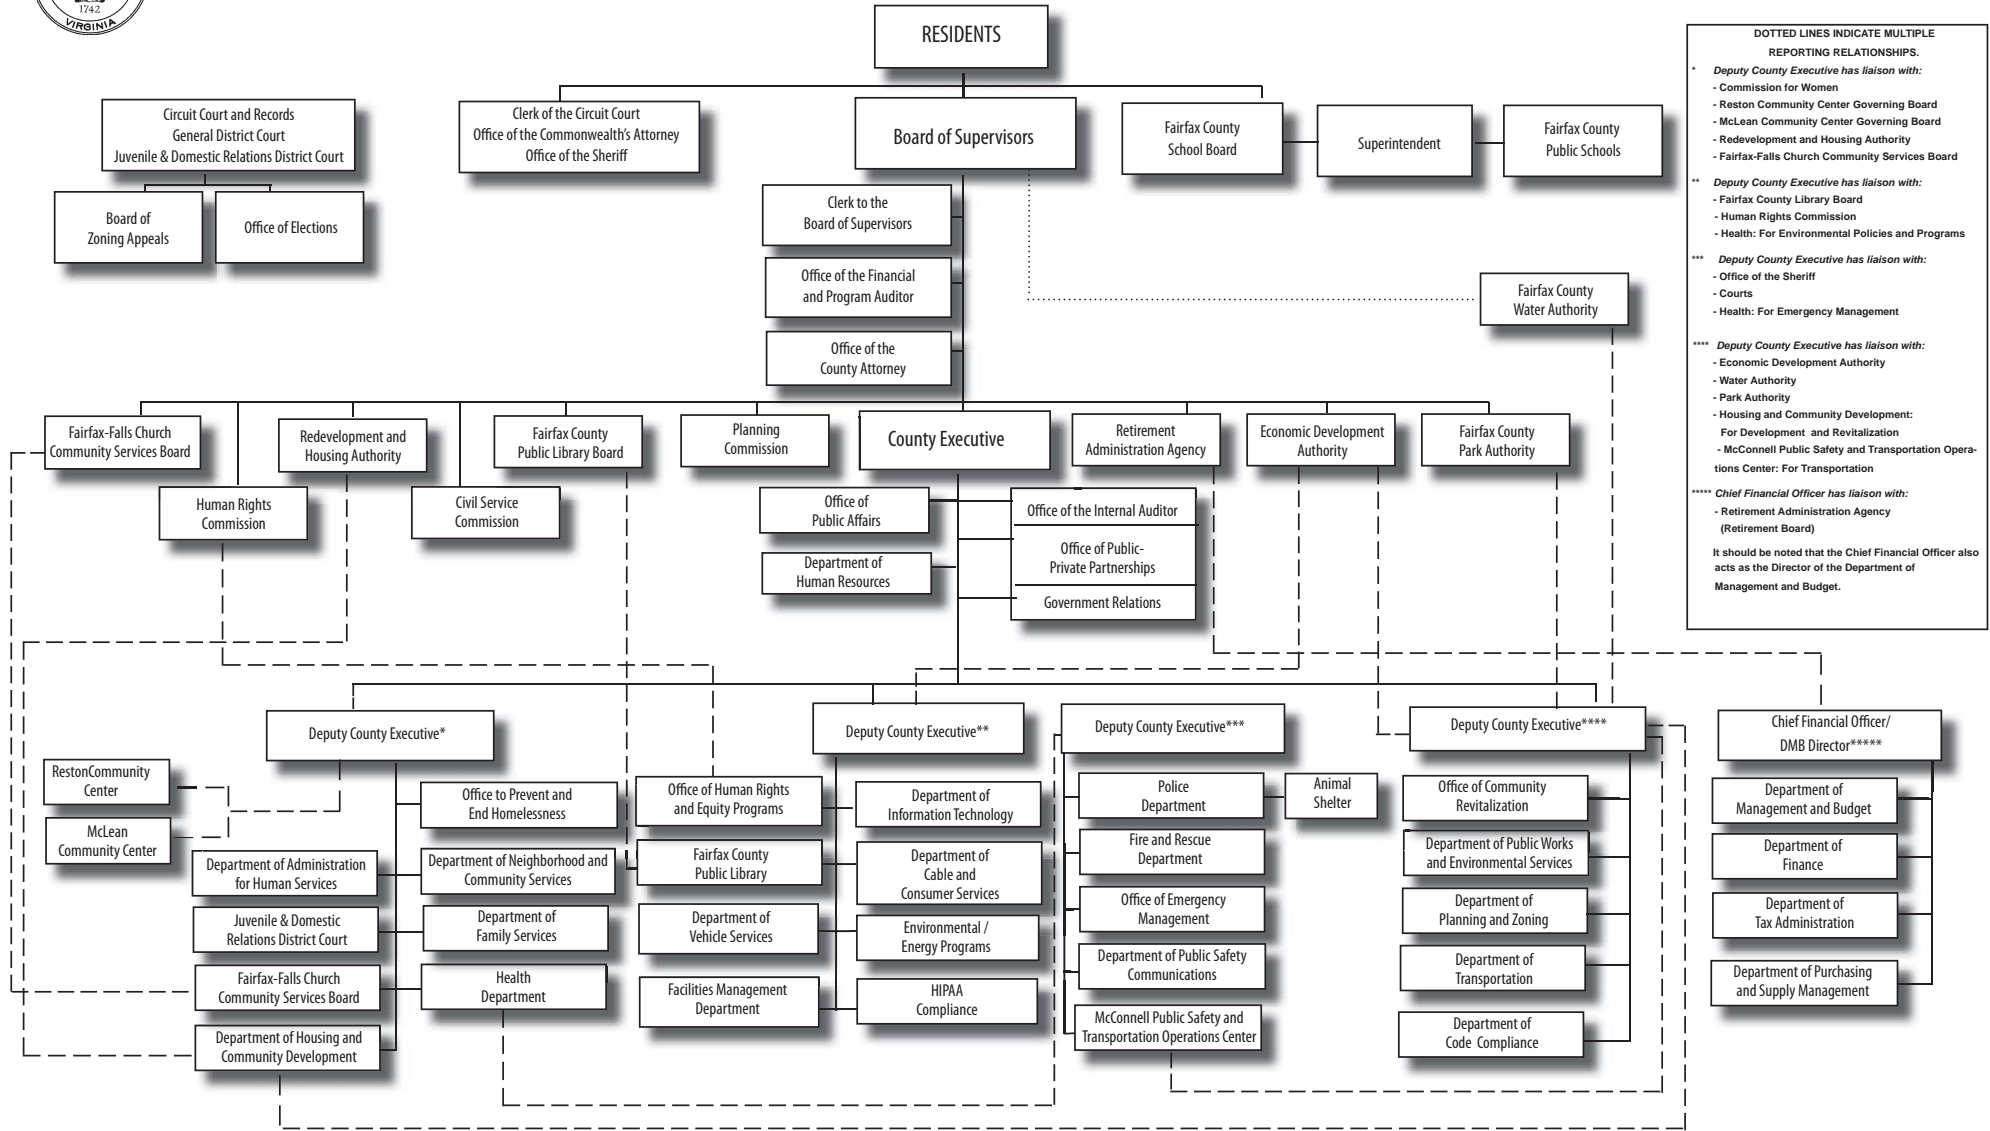 1742
VIRGINIA
RESIDENTS
Circuit Court and Records
General District Court
Juvenile & Domestic Relations District Court
Board of
Zoning Appeals
Office of Elections
Clerk of the Circuit Court
Office of the Commonwealth's Attorney
Office of the Sheriff
Board of Supervisors
Fairfax County
School Board
Superintendent
Fairfax County
Public Schools
Clerk to the
Board of Supervisors
Office of the Financial
and Program Auditor
Office of the
County Attorney
Fairfax County
Water Authority
Fairfax-Falls Church
Community Services Board
Human Rights
Commission
Redevelopment and
Housing Authority
Civil Service
Commission
Fairfax County
Public Library Board
Planning
Commission
County Executive
Retirement
Administration Agency
Economic Development
Authority
Fairfax County
Park Authority
Office of
Public Affairs
Department of
Human Resources
Office of the Internal Auditor
Office of Public-
Private Partnerships
Government Relations
Deputy County Executive*
RestonCommunity
Center
McLean
Community Center
Office to Prevent and
End Homelessness
Department of Administration
for Human Services
Department of Neighborhood and
Community Services
Juvenile & Domestic
Relations District Court
Department of
Family Services
Fairfax-Falls Church
Community Services Board
Health
Department
Department of Housing and
Community Development
Deputy County Executive**
Office of Human Rights
and Equity Programs
Department of
Information Technology
Fairfax County
Public Library
Department of
Cable and
Consumer Services
Department of
Vehicle Services
Environmental /
Energy Programs
Facilities Management
Department
HIPAA
Compliance
Deputy County Executive***
Police
Department
Animal
Shelter
Fire and Rescue
Department
Office of Emergency
Management
Department of Public Safety
Communications
McConnell Public Safety and
Transportation Operations Center
Deputy County Executive****
Office of Community
Revitalization
Department of Public Works
and Environmental Services
Department of
Planning and Zoning
Department of
Transportation
Department of
Code Compliance
Chief Financial Officer/
DMB Director*****
Department of
Management and Budget
Department of
Finance
Department of
Tax Administration
Department of Purchasing
and Supply Management
DOTTED LINES INDICATE MULTIPLE
REPORTING RELATIONSHIPS.
* Deputy County Executive has liaison with:
- Commission for Women
- Reston Community Center Governing Board
- McLean Community Center Governing Board
- Redevelopment and Housing Authority
- Fairfax-Falls Church Community Services Board
** Deputy County Executive has liaison with:
- Fairfax County Library Board
- Human Rights Commission
- Health: For Environmental Policies and Programs
*** Deputy County Executive has liaison with:
- Office of the Sheriff
- Courts
- Health: For Emergency Management
**** Deputy County Executive has liaison with:
- Economic Development Authority
- Water Authority
- Park Authority
- Housing and Community Development:
For Development and Revitalization
- McConnell Public Safety and Transportation Opera-
tions Center: For Transportation
***** Chief Financial Officer has liaison with:
- Retirement Administration Agency
(Retirement Board)
It should be noted that the Chief Financial Officer also
acts as the Director of the Department of
Management and Budget.